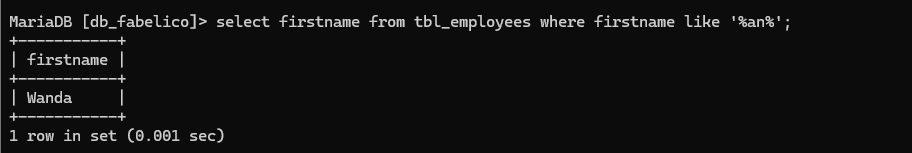 MariaDB [db_fabelico]> select firstname from tbl_employees where firstname like '%an%';
+-----------+
| firstname |
+-----------+
| Wanda     |
+-----------+
1 row in set (0.001 sec)